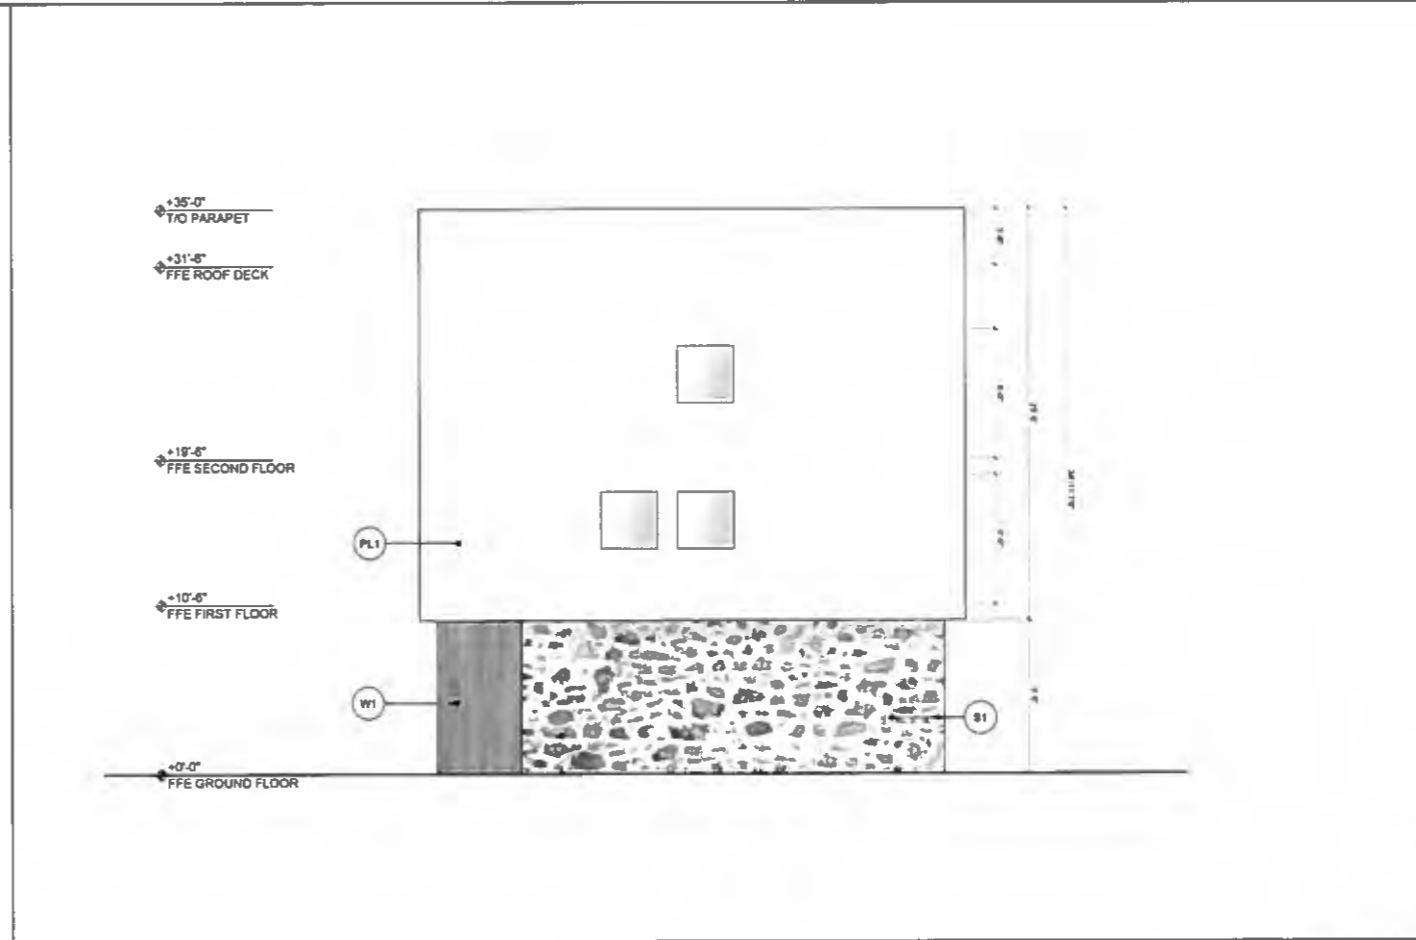 +35'-0"
T/O PARAPET
+31'-6"
FFE ROOF DECK
+19'-6"
FFE SECOND FLOOR
PL1
+10'-6"
FFE FIRST FLOOR
W1
S1
+0'-0"
FFE GROUND FLOOR